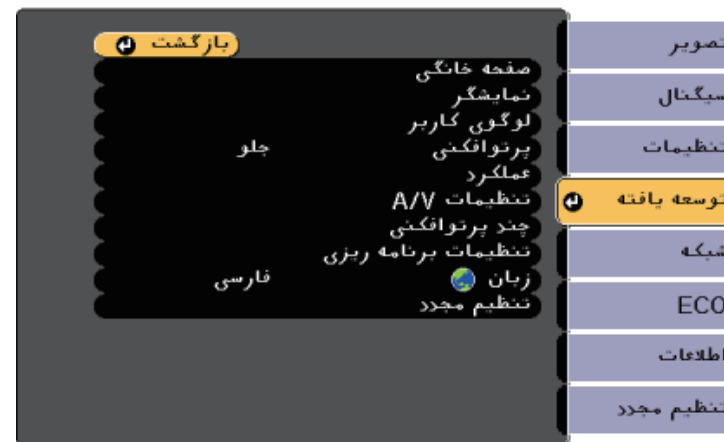 بازگشت
صفحه خانگی
نمایشگر
لوگوی کاربر
پرتوافکنی جلو
عملکرد
تنظیمات A/V
چند پرتوافکنی
تنظیمات برنامه ریزی
زبان فارسی
تنظیم مجدد
تصویر
سیگنال
تنظیمات
توسعه یافته
شبکه
ECO
اطلاعات
تنظیم مجدد